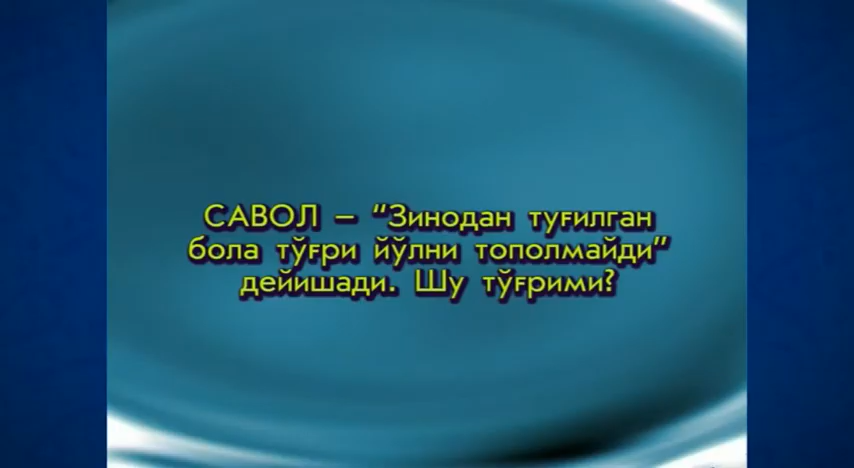 САВОЛ – “Зинодан туғилган
бола тўғри йўлни тополмайди”
дейишади. Шу тўғрими?